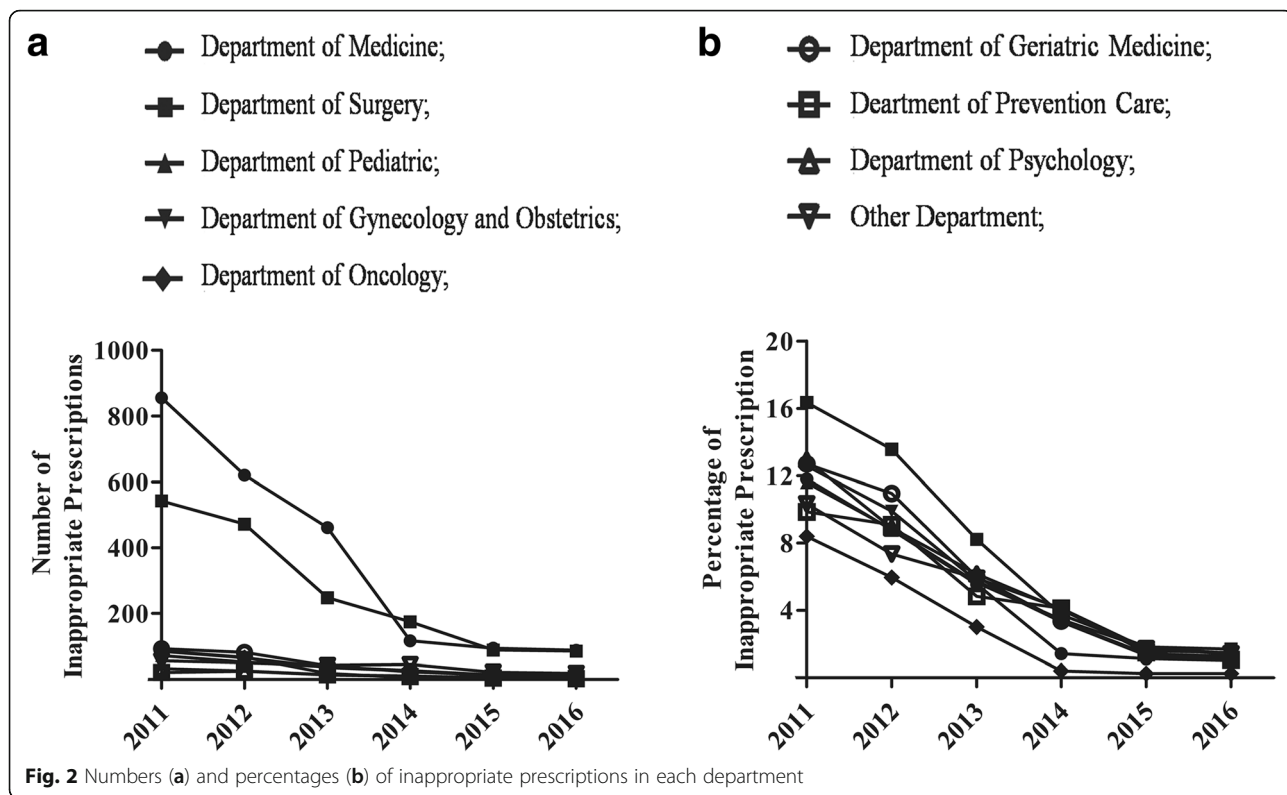 a
Department of Medicine;
Department of Surgery;
Department of Pediatric;
Department of Gynecology and Obstetrics;
Department of Oncology;
b
Department of Geriatric Medicine;
Deartment of Prevention Care;
Department of Psychology;
Other Department;
Number of
Inappropriate Prescriptions
1000
800
600
400
200
2011
2012
2013
2014
2015
2016
Percentage of
Inappropriate Prescription
20
16
12
8
4
2011
2012
2013
2014
2015
2016
Fig. 2 Numbers (a) and percentages (b) of inappropriate prescriptions in each department